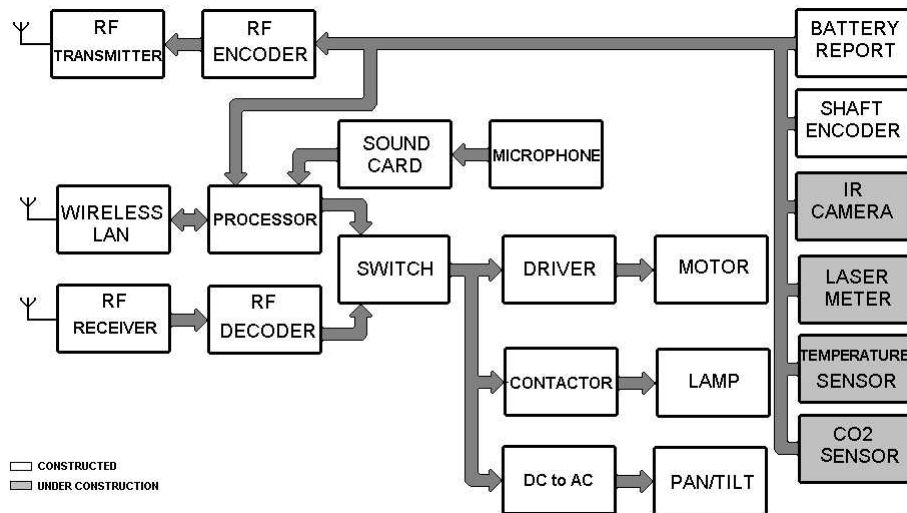 RF
TRANSMITTER
RF
ENCODER
BATTERY
REPORT
SHAFT
ENCODER
SOUND
CARD
MICROPHONE
IR
CAMERA
WIRELESS
LAN
PROCESSOR
SWITCH
DRIVER
MOTOR
LASER
METER
RF
RECEIVER
RF
DECODER
TEMPERATURE
SENSOR
CONTACTOR
LAMP
CO2
SENSOR
CONSTRUCTED
UNDER CONSTRUCTION
DC to AC
PAN/TILT